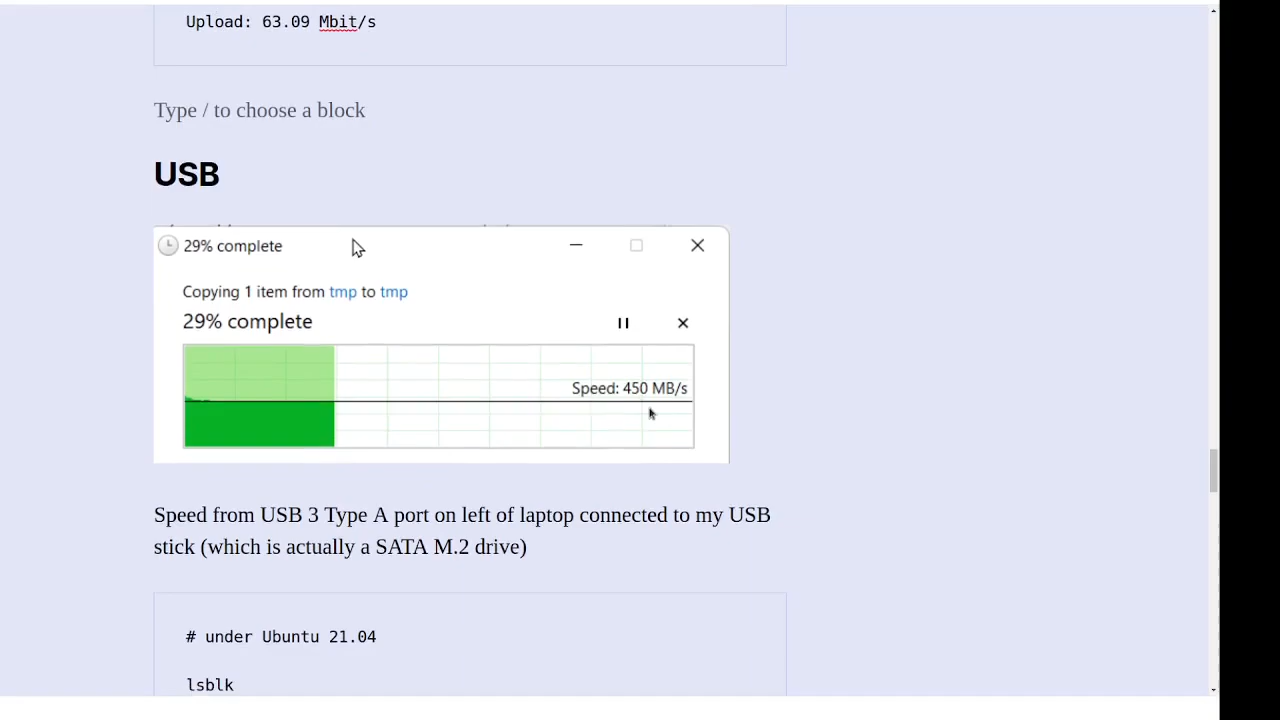 Upload: 63.09 Mbit/s
Type / to choose a block
USB
29% complete
Copying 1 item from tmp to tmp
29% complete
Speed: 450 MB/s
Speed from USB 3 Type A port on left of laptop connected to my USB
stick (which is actually a SATA M.2 drive)
# under Ubuntu 21.04
lsblk